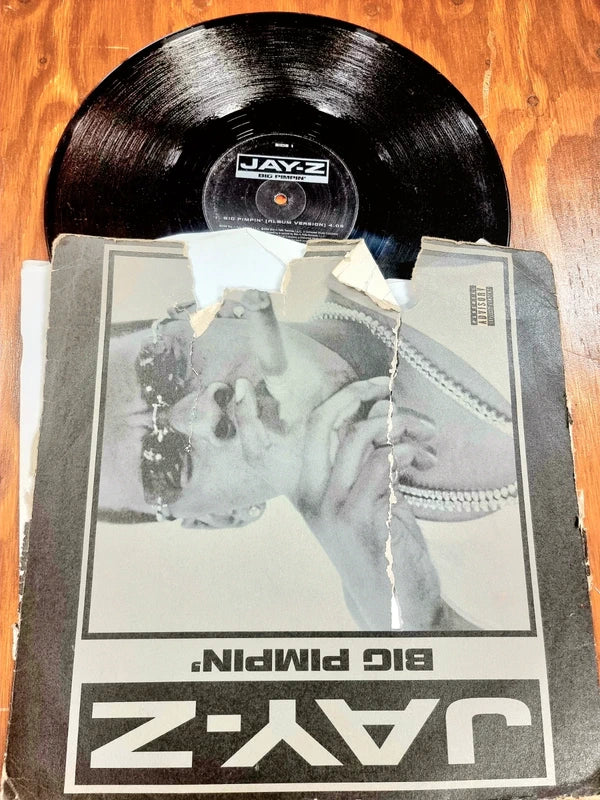 SIDE 1
JAY-Z
BIG PIMPIN'
BIG PIMPIN' [ALBUM VERSION] 4:05
PARENTAL
ADVISORY
BIG PIMPIN'
JAY-Z